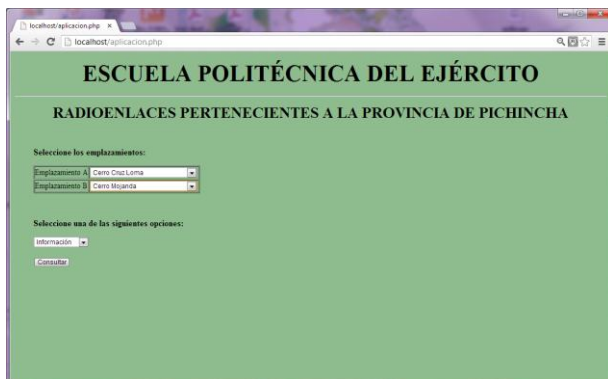 localhost/aplicacion.php
localhost/aplicacion.php
ESCUELA POLITÉCNICA DEL EJÉRCITO
RADIOENLACES PERTENECIENTES A LA PROVINCIA DE PICHINCHA
Seleccione los emplazamientos:
Emplazamiento A Cerro Cruz Loma
Emplazamiento B Cerro Mojanda
Seleccione una de las siguientes opciones:
Información
Consultar